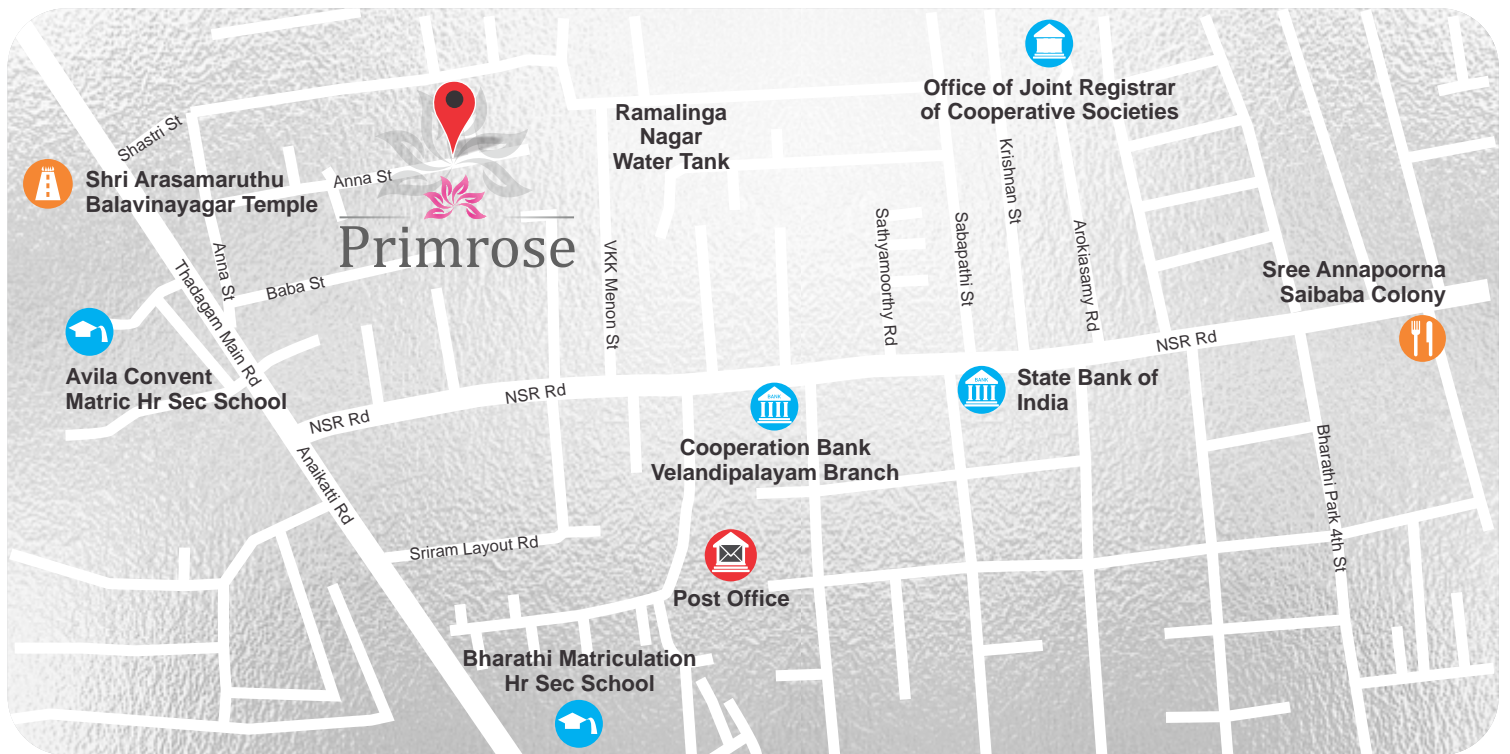 Office of Joint Registrar
of Cooperative Societies
Ramalinga
Nagar
Water Tank
Shastri St
Shri Arasamaruthu
Balavinayagar Temple
Anna St
Primrose
Anna St
Baba St
Thadagam Main Rd
VKK Menon St
Sathyamoorthy Rd
Sabapathi St
Krishnan St
Arokiasamy Rd
Sree Annapoorna
Saibaba Colony
Avila Convent
Matric Hr Sec School
NSR Rd
NSR Rd
NSR Rd
BANK
State Bank of
India
BANK
Cooperation Bank
Velandipalayam Branch
Anaikatti Rd
Bharathi Park 4th St
Sriram Layout Rd
Post Office
Bharathi Matriculation
Hr Sec School